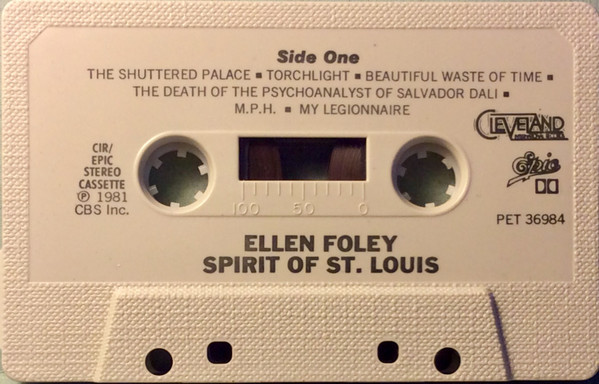 Side One
THE SHUTTERED PALACE ▪ TORCHLIGHT ▪ BEAUTIFUL WASTE OF TIME ▪
THE DEATH OF THE PSYCHOANALYST OF SALVADOR DALI ▪
M.P.H. ▪ MY LEGIONNAIRE
CLEVELAND
CIR/
EPIC
STEREO
CASSETTE
℗ 1981
CBS Inc.
Epic
100 50 0
PET 36984
ELLEN FOLEY
SPIRIT OF ST. LOUIS